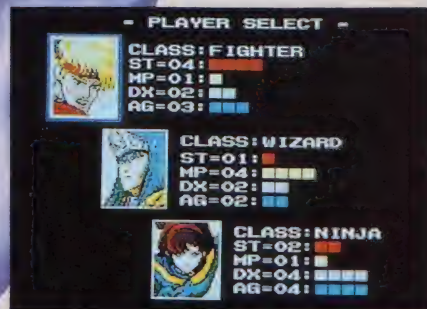 - PLAYER SELECT -
CLASS:FIGHTER
ST=04:
MP=01:
DX=02:
AG=03:
CLASS:WIZARD
ST=01:
MP=04:
DX=02:
AG=02:
CLASS:NINJA
ST=02:
MP=01:
DX=04:
AG=04: